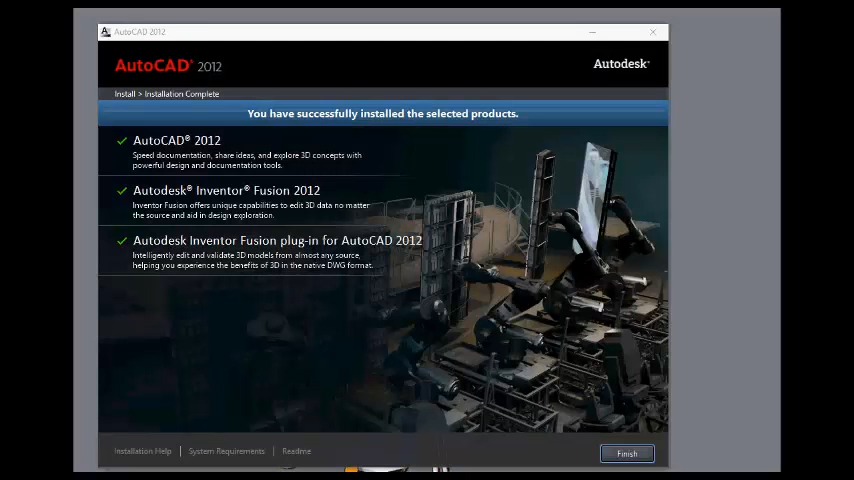 AutoCAD 2012
AutoCAD® 2012
Autodesk®
Install > Installation Complete
You have successfully installed the selected products.
AutoCAD® 2012
Speed documentation, share ideas, and explore 3D concepts with
powerful design and documentation tools.
Autodesk® Inventor® Fusion 2012
Inventor Fusion offers unique capabilities to edit 3D data no matter
the source and aid in design exploration.
Autodesk Inventor Fusion plug-in for AutoCAD 2012
Intelligently edit and validate 3D models from almost any source,
helping you experience the benefits of 3D in the native DWG format.
Installation Help | System Requirements | Readme
Finish